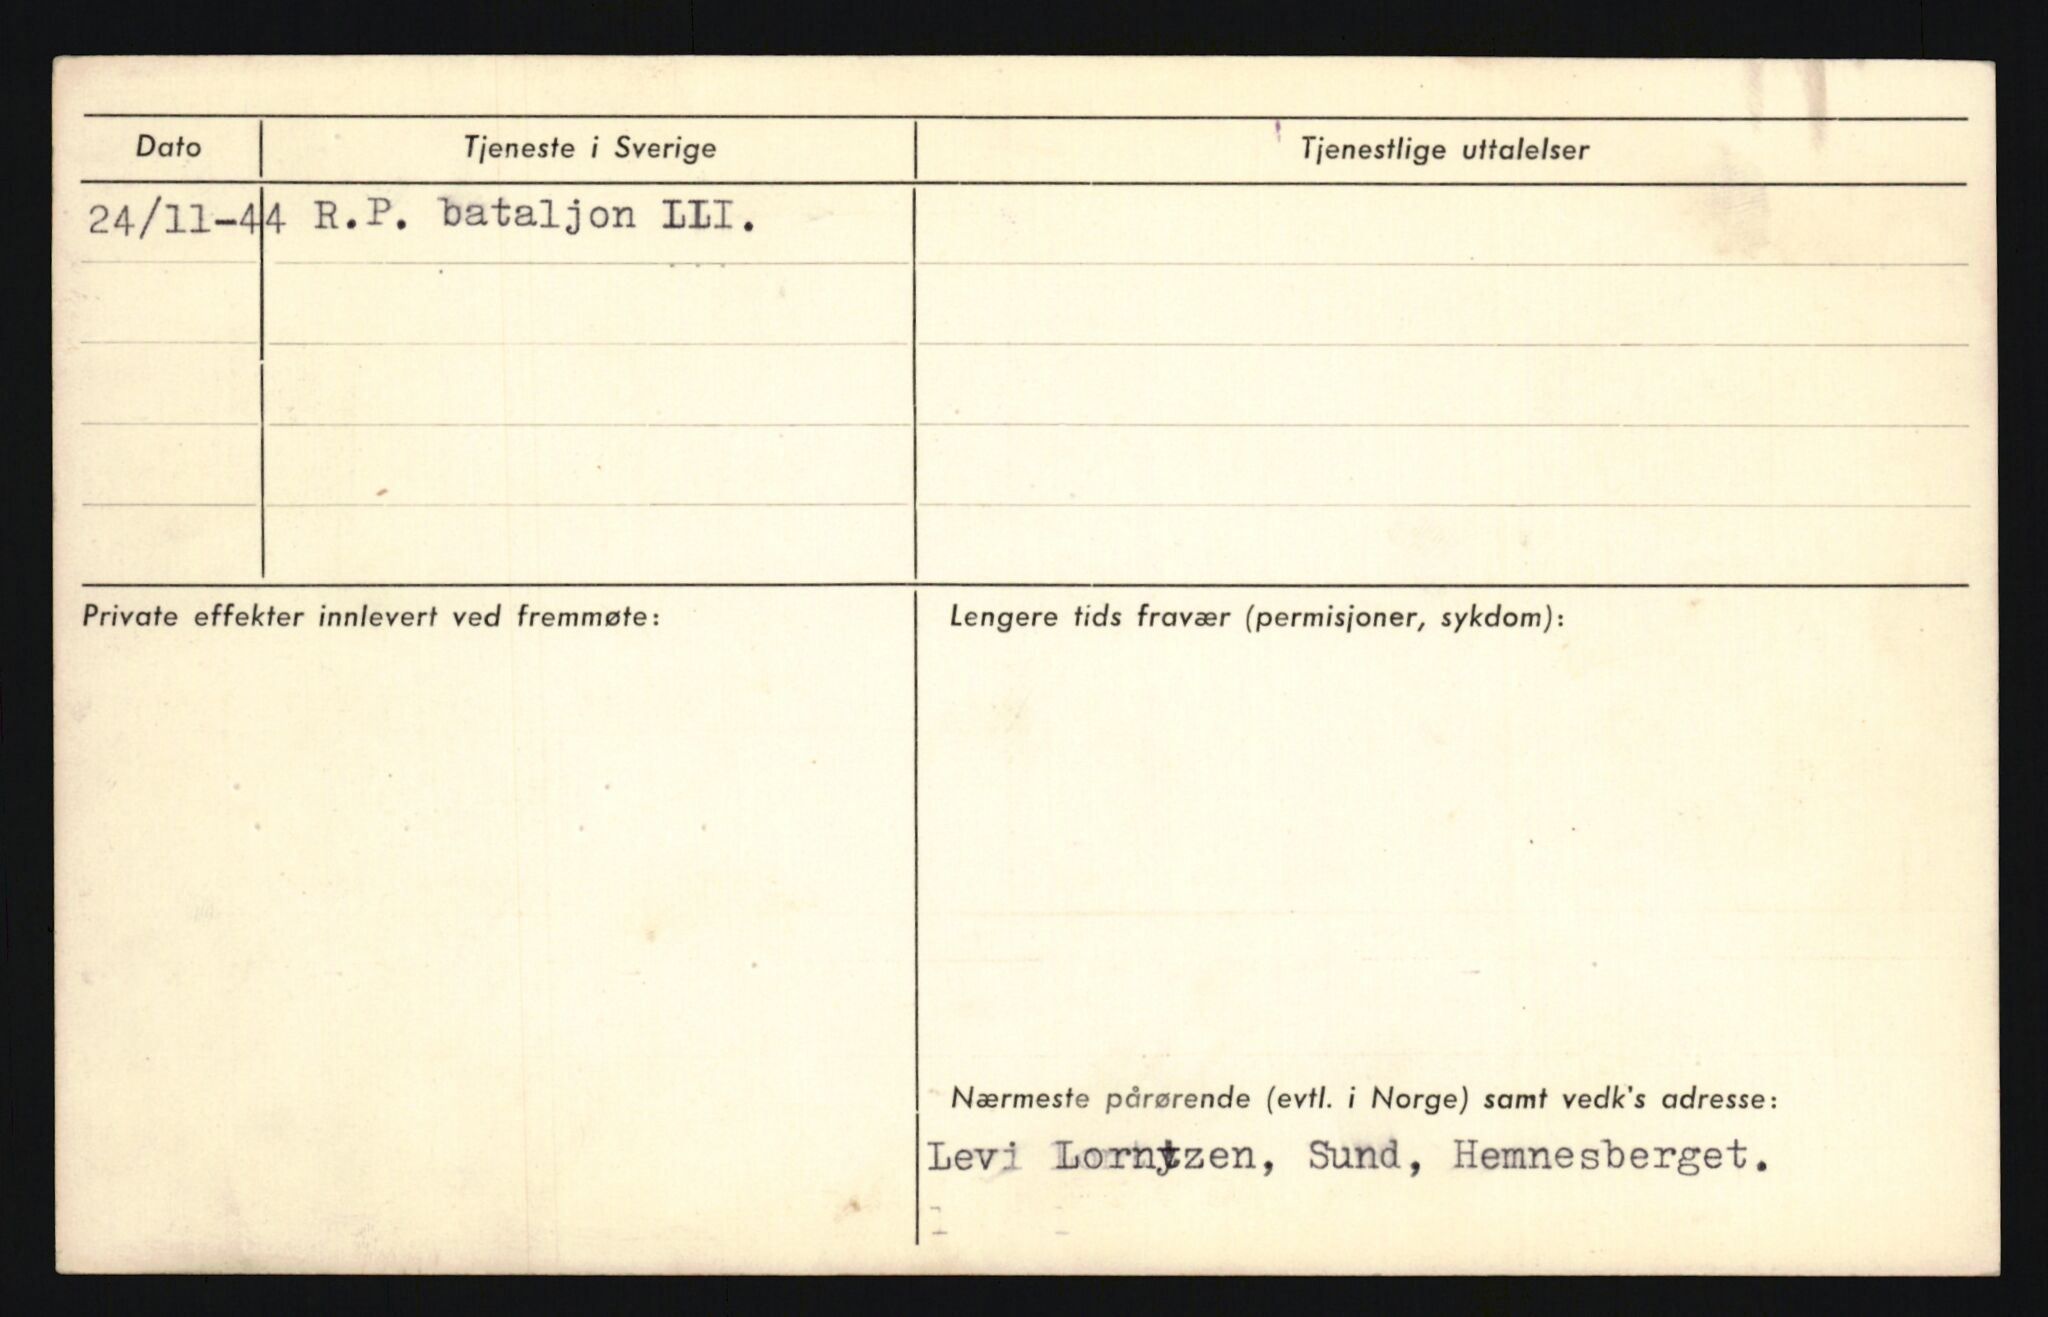 Dato Tjeneste i Sverige Tjenestlige uttalelser
24/11-44 R.P. bataljon LLI.
Private effekter innlevert ved fremmøte: Lengere tids fravær (permisjoner, sykdom):
Nærmeste pårørende (evtl. i Norge) samt vedk's adresse:
Levi Lorntzen, Sund, Hemnesberget.